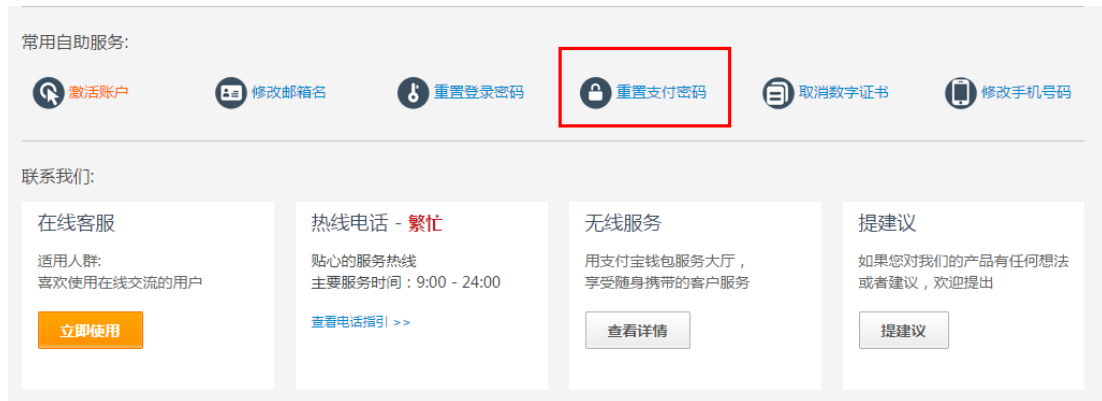 常用自助服务:
激活账户 修改邮箱名 重置登录密码 重置支付密码 取消数字证书 修改手机号码
联系我们:
在线客服
适用人群:
喜欢使用在线交流的用户
立即使用
热线电话 - 繁忙
贴心的服务热线
主要服务时间：9:00 - 24:00
查看电话指引 >>
无线服务
用支付宝钱包服务大厅，
享受随身携带的客户服务
查看详情
提建议
如果您对我们的产品有任何想法
或者建议，欢迎提出
提建议